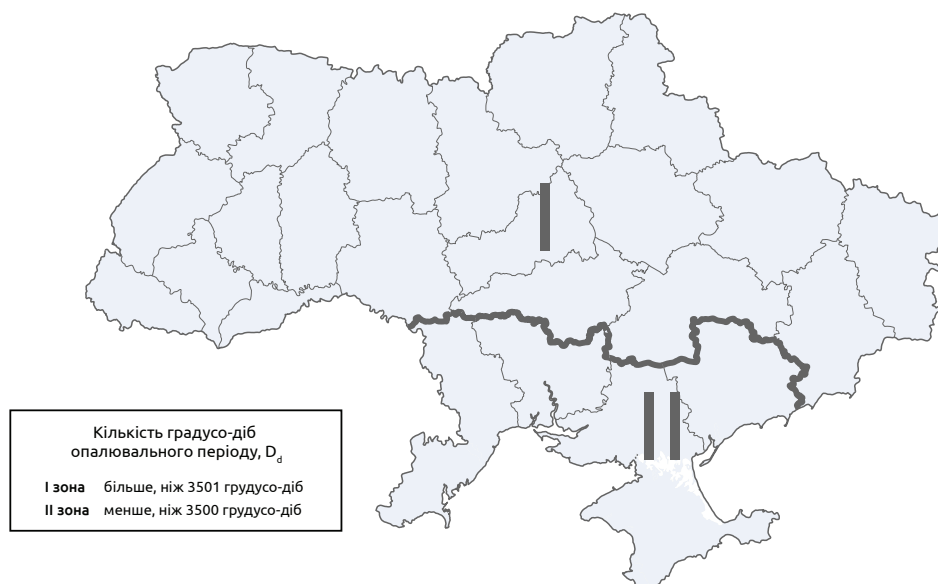 I
II
Кількість градусо-діб
опалювального періоду, Dd
I зона більше, ніж 3501 грудусо-діб
II зона менше, ніж 3500 грудусо-діб